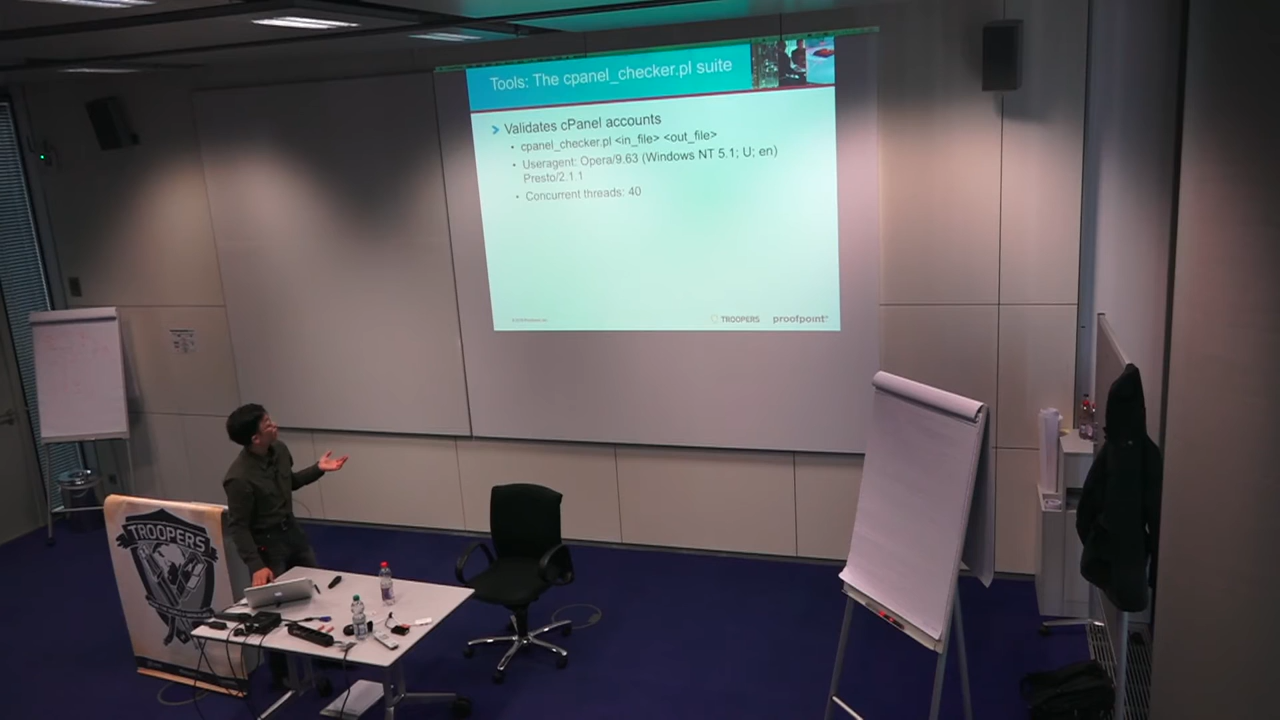 Tools: The cpanel_checker.pl suite
Validates cPanel accounts
cpanel_checker.pl <in_file> <out_file>
Useragent: Opera/9.63 (Windows NT 5.1; U; en)
Presto/2.1.1
Concurrent threads: 40
TROOPERS proofpoint
TROOPERS